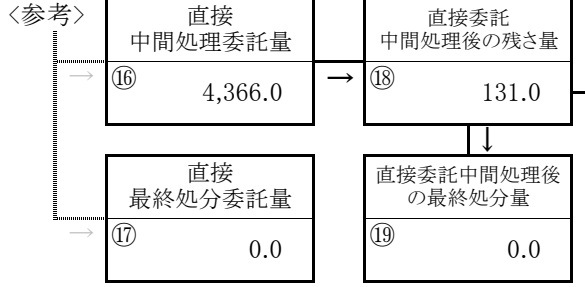 〈参考〉
直接
中間処理委託量
→
⑯
4,366.0
→
直接委託
中間処理後の残さ量
⑱
131.0
↓
直接
最終処分委託量
→
⑰
0.0
直接委託中間処理後
の最終処分量
⑲
0.0